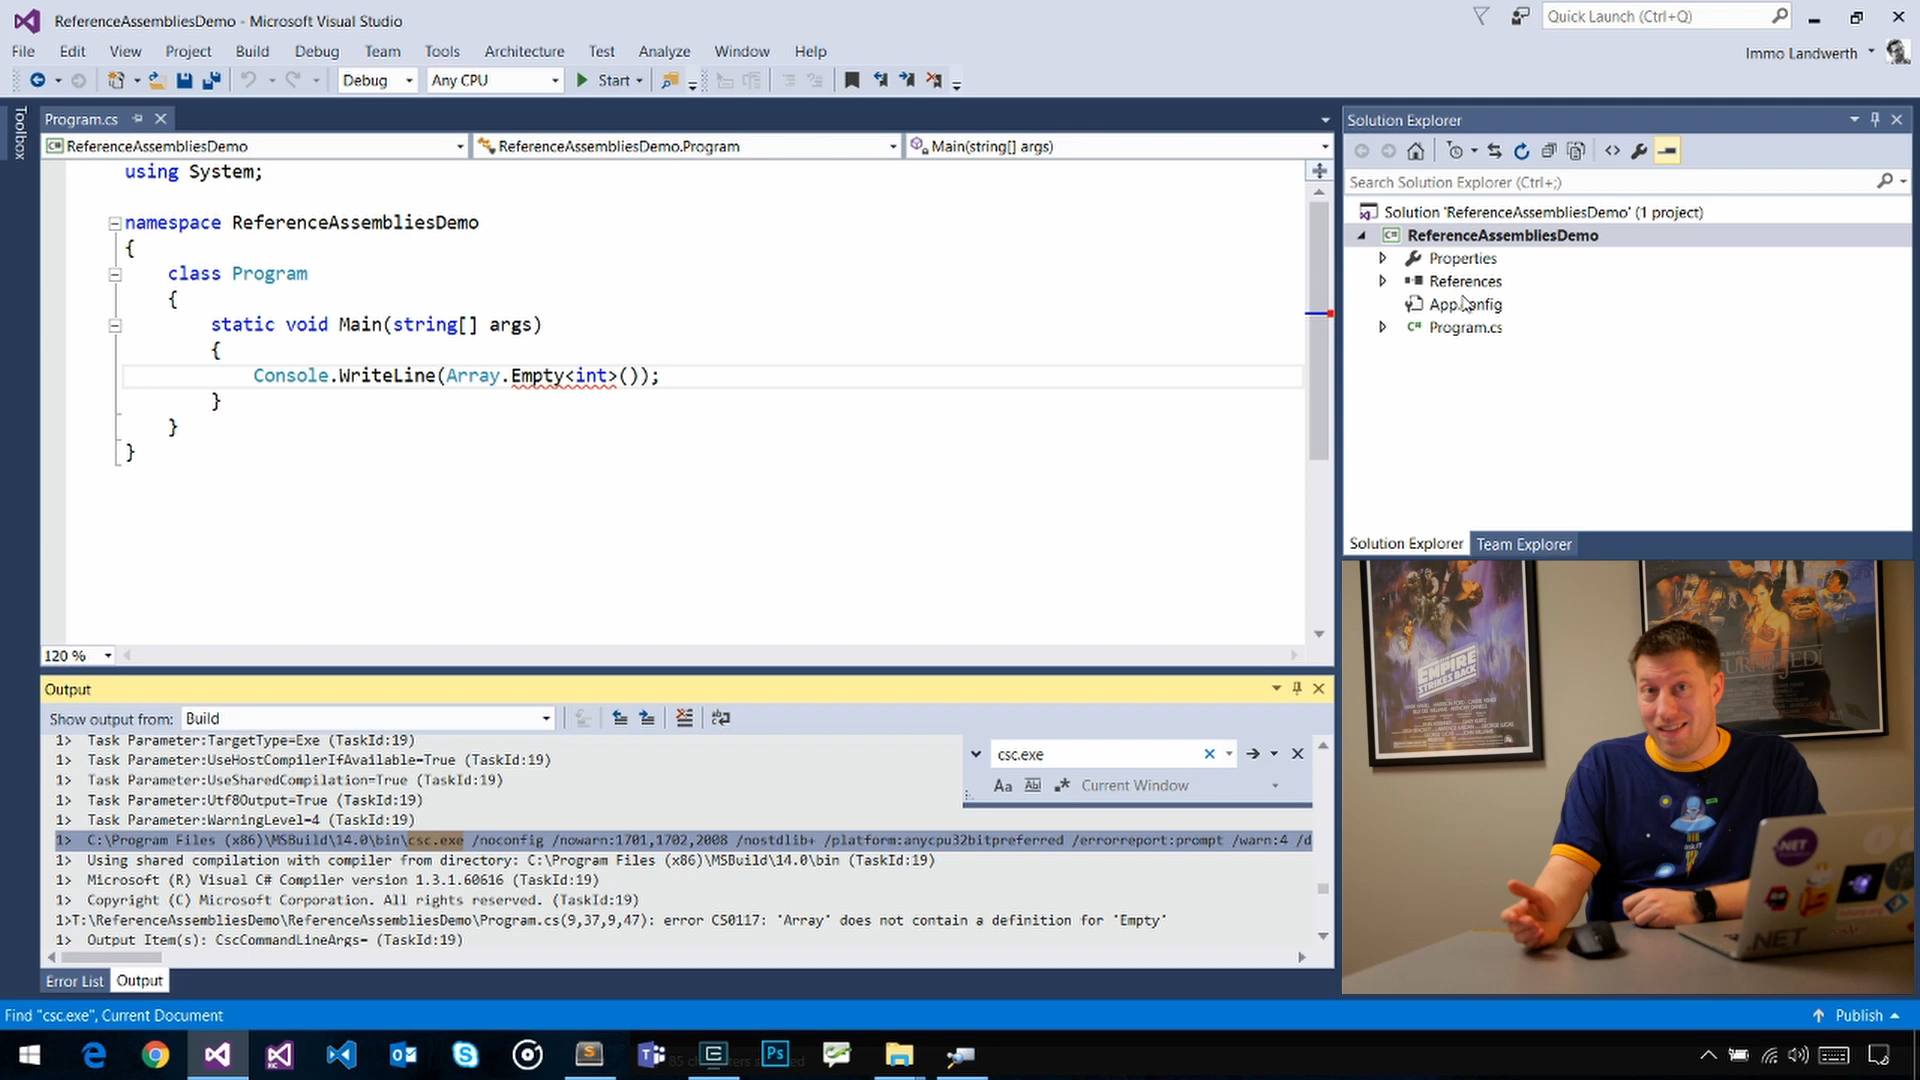 ReferenceAssembliesDemo - Microsoft Visual Studio
Quick Launch (Ctrl+Q)
File Edit View Project Build Debug Team Tools Architecture Test Analyze Window Help
Immo Landwerth
Debug Any CPU Start
Toolbox
Program.cs
ReferenceAssembliesDemo ReferenceAssembliesDemo.Program Main(string[] args)
using System;
namespace ReferenceAssembliesDemo
{
class Program
{
static void Main(string[] args)
{
Console.WriteLine(Array.Empty<int>());
}
}
}
120 %
Solution Explorer
Search Solution Explorer (Ctrl+;)
Solution 'ReferenceAssembliesDemo' (1 project)
ReferenceAssembliesDemo
Properties
References
App.config
Program.cs
Solution Explorer Team Explorer
Output
Show output from: Build
1> Task Parameter:TargetType=Exe (TaskId:19)
1> Task Parameter:UseHostCompilerIfAvailable=True (TaskId:19)
1> Task Parameter:UseSharedCompilation=True (TaskId:19)
1> Task Parameter:Utf8Output=True (TaskId:19)
1> Task Parameter:WarningLevel=4 (TaskId:19)
1> C:\Program Files (x86)\MSBuild\14.0\bin\csc.exe /noconfig /nowarn:1701,1702,2008 /nostdlib+ /platform:anycpu32bitpreferred /errorreport:prompt /warn:4 /d
1> Using shared compilation with compiler from directory: C:\Program Files (x86)\MSBuild\14.0\bin (TaskId:19)
1> Microsoft (R) Visual C# Compiler version 1.3.1.60616 (TaskId:19)
1> Copyright (C) Microsoft Corporation. All rights reserved. (TaskId:19)
1>T:\ReferenceAssembliesDemo\ReferenceAssembliesDemo\Program.cs(9,37,9,47): error CS0117: 'Array' does not contain a definition for 'Empty'
1> Output Item(s): CscCommandLineArgs= (TaskId:19)
csc.exe
Aa Abl Current Window
Error List Output
THE
EMPIRE
STRIKES
BACK
JEDI
.NET
.NET
Find "csc.exe", Current Document
Publish